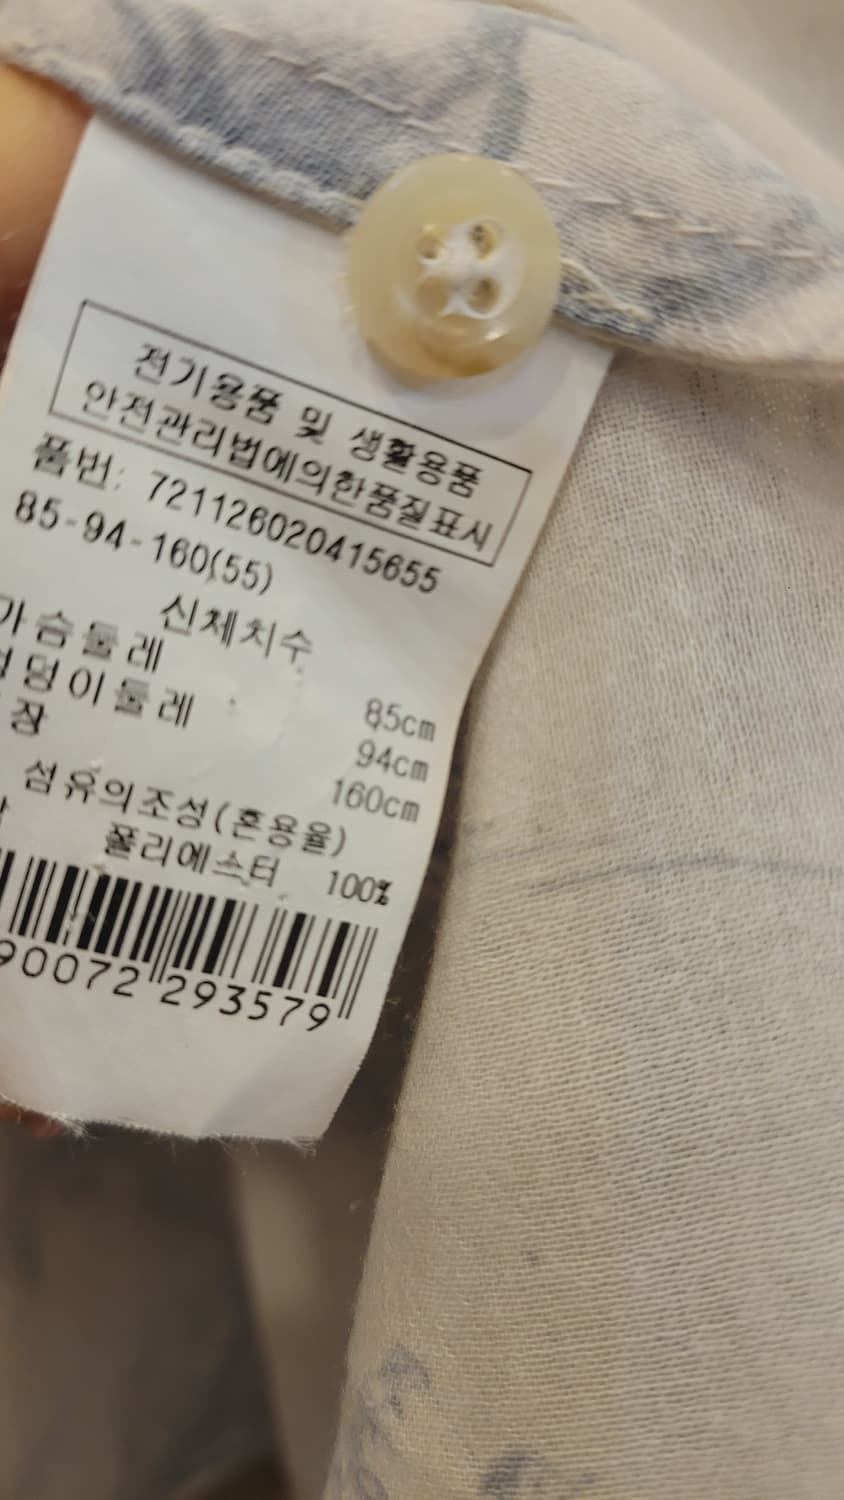 전기용품 및 생활용품
안전관리법에의한품질표시
품번: 721126020415655
85-94-160(55)
신체치수
가슴둘레 85cm
엉덩이둘레 94cm
장 160cm
섬유의조성(혼용율)
폴리에스터 100%
90072 293579